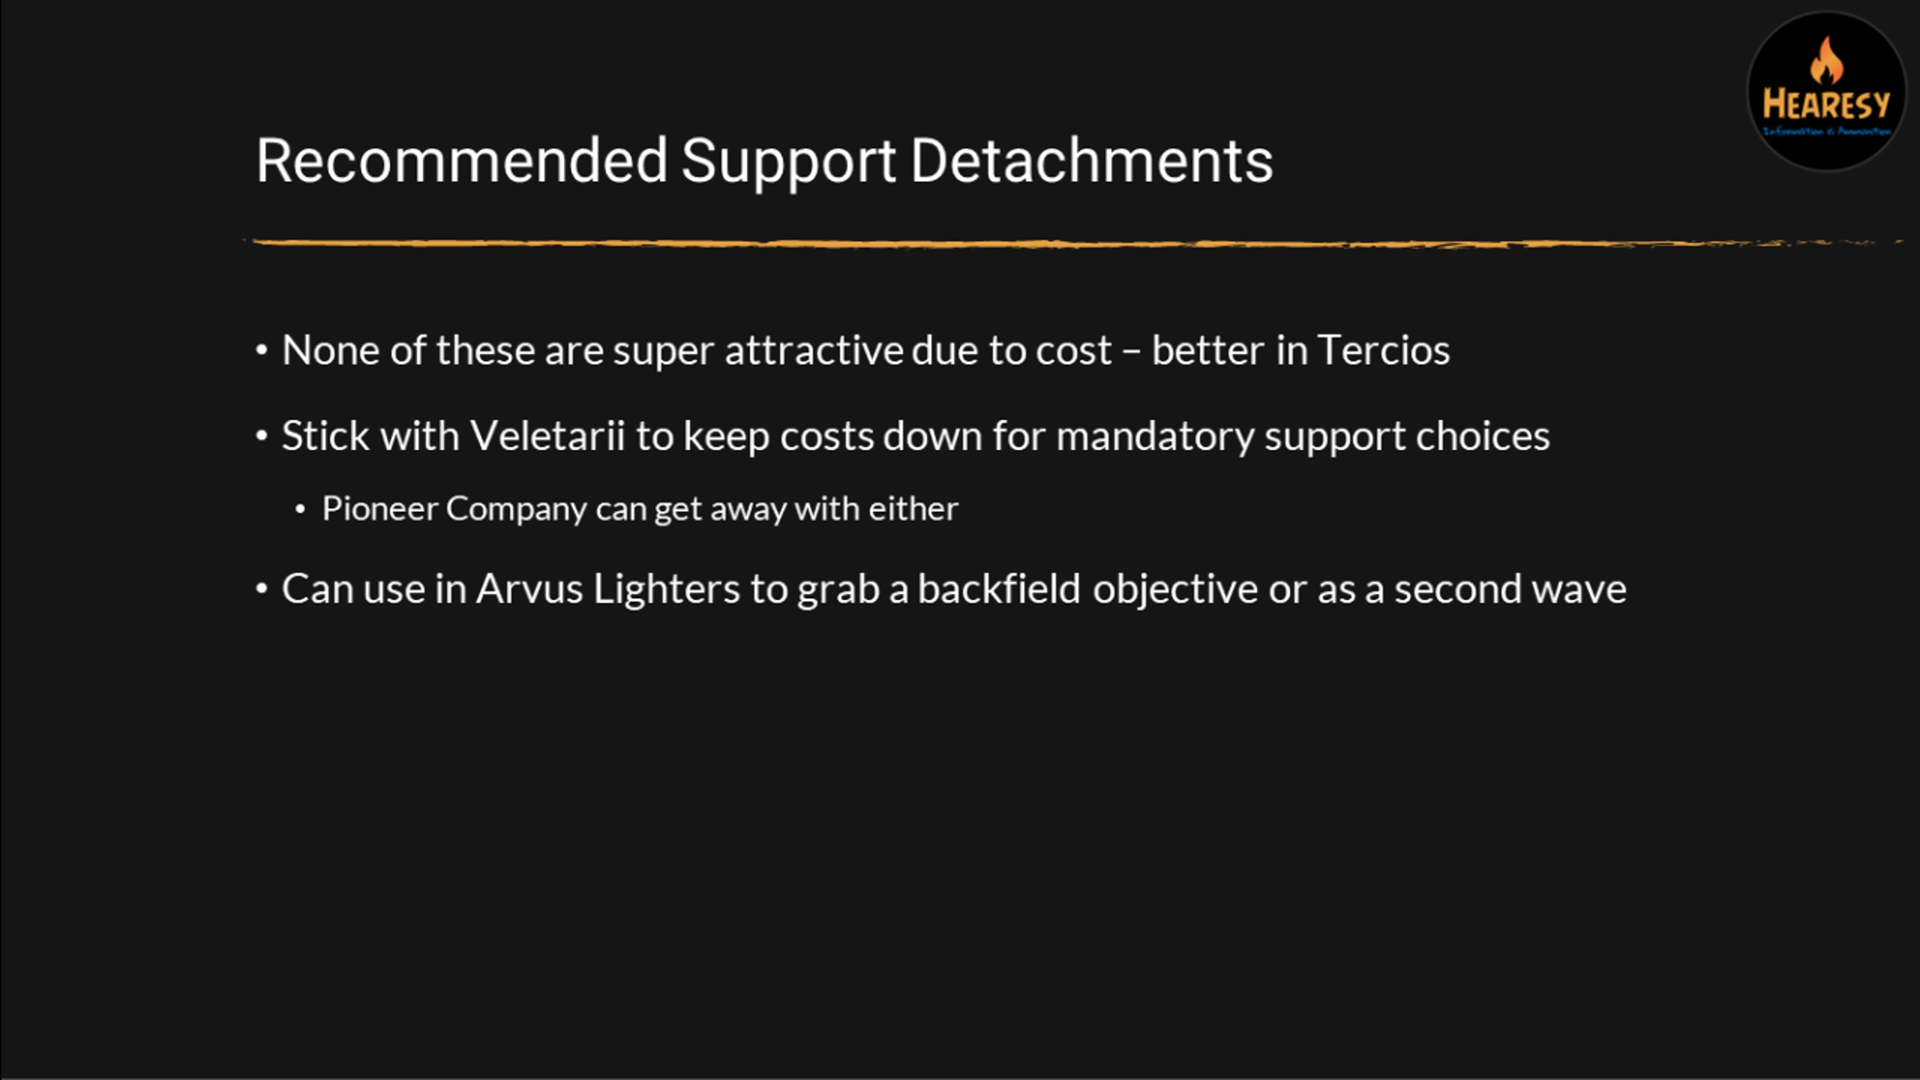 HEARESY
Information & Ammunition
Recommended Support Detachments
• None of these are super attractive due to cost – better in Tercios
• Stick with Veletarii to keep costs down for mandatory support choices
• Pioneer Company can get away with either
• Can use in Arvus Lighters to grab a backfield objective or as a second wave